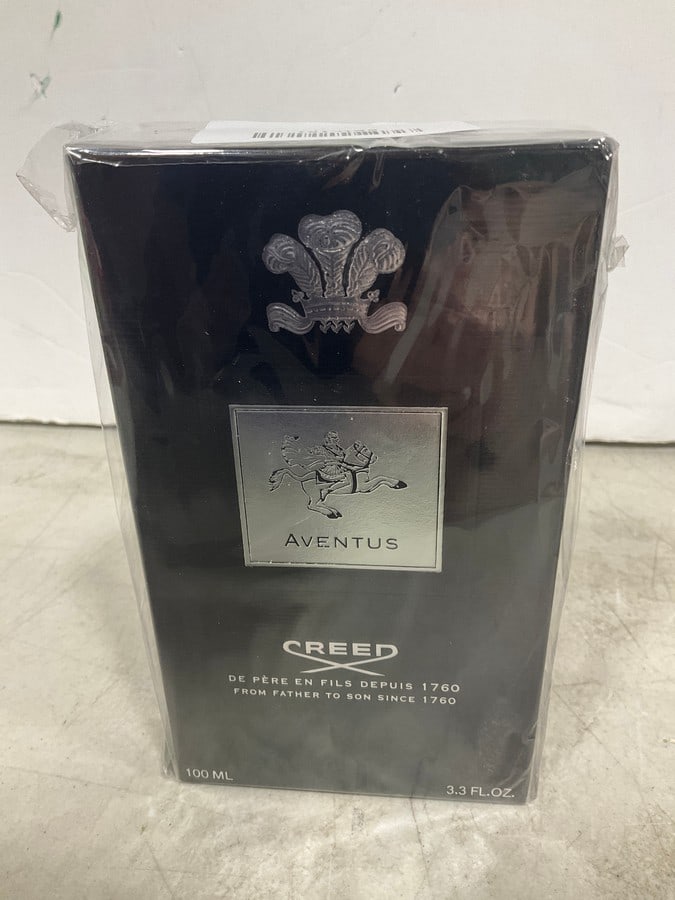 AVENTUS
CREED
DE PÈRE EN FILS DEPUIS 1760
FROM FATHER TO SON SINCE 1760
100 ML
3.3 FL.OZ.